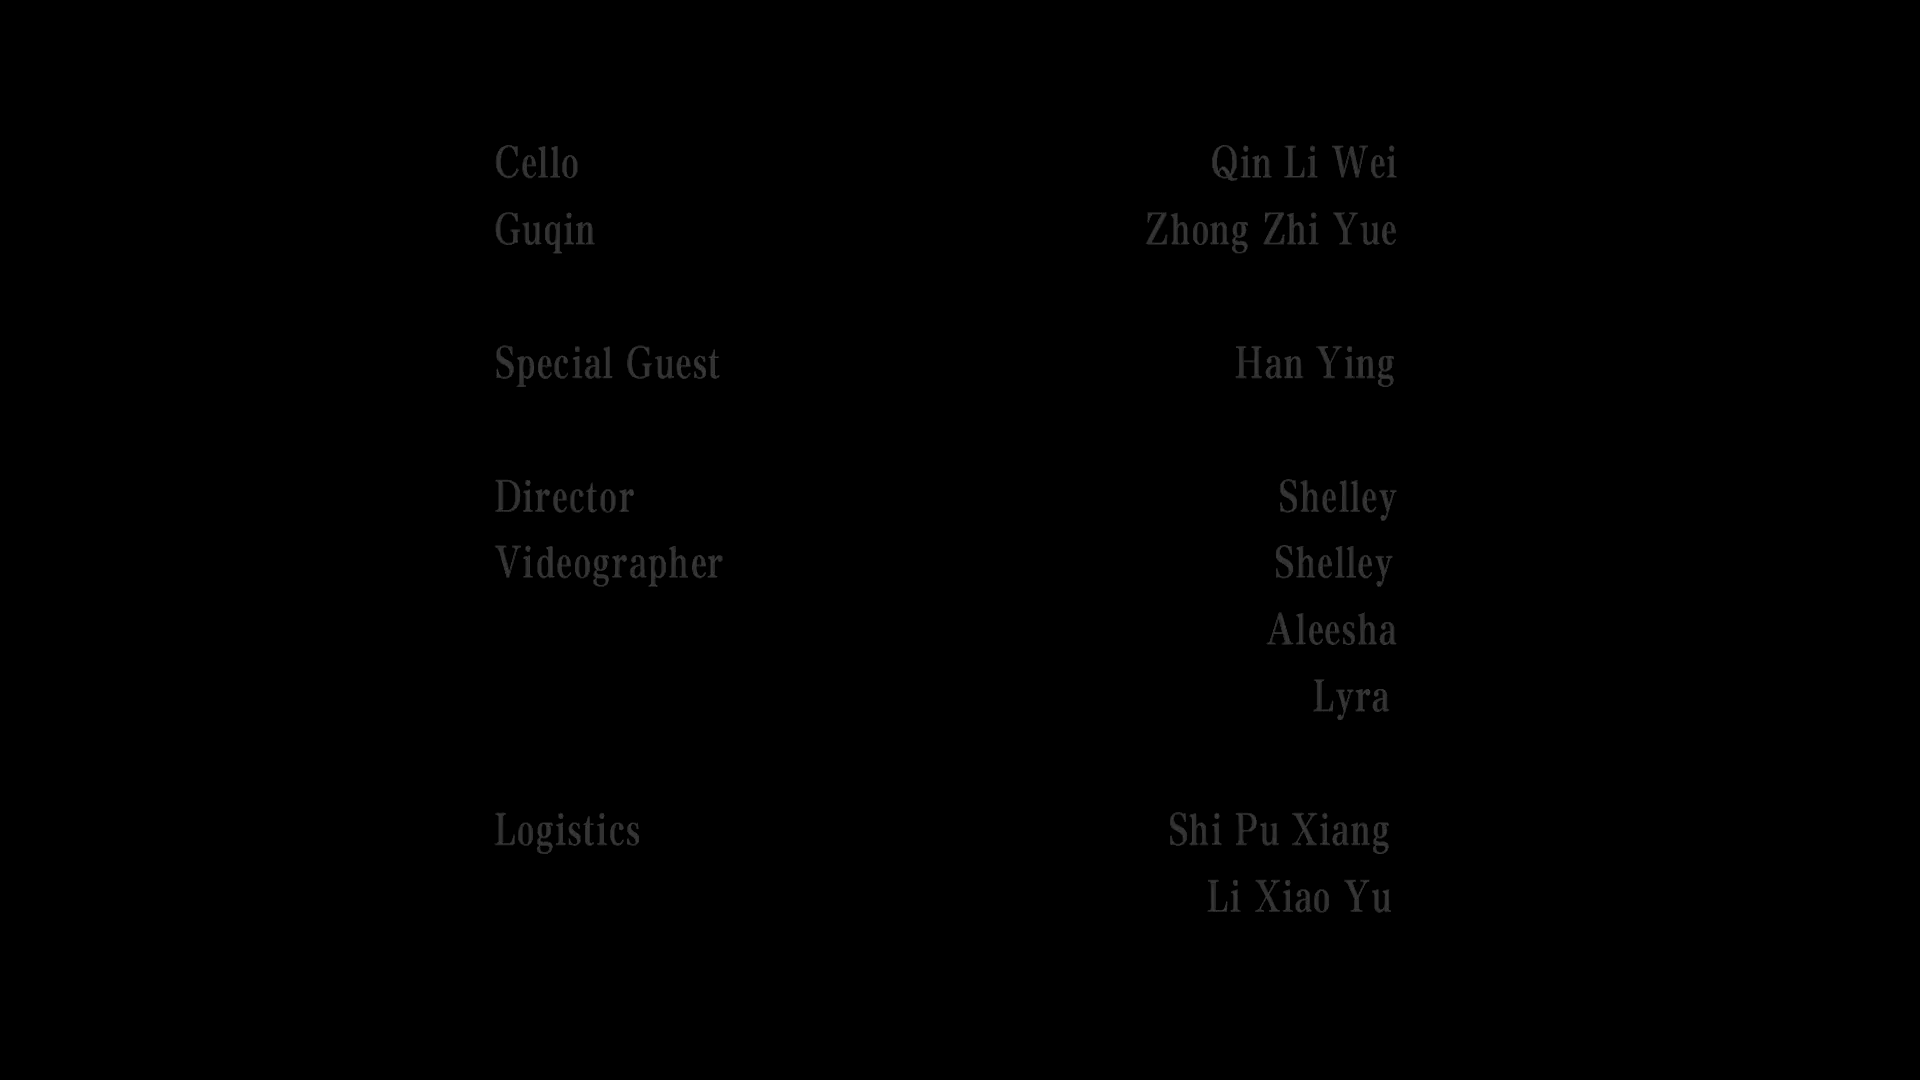 Cello Qin Li Wei
Guqin Zhong Zhi Yue
Special Guest Han Ying
Director Shelley
Videographer Shelley
Aleesha
Lyra
Logistics Shi Pu Xiang
Li Xiao Yu